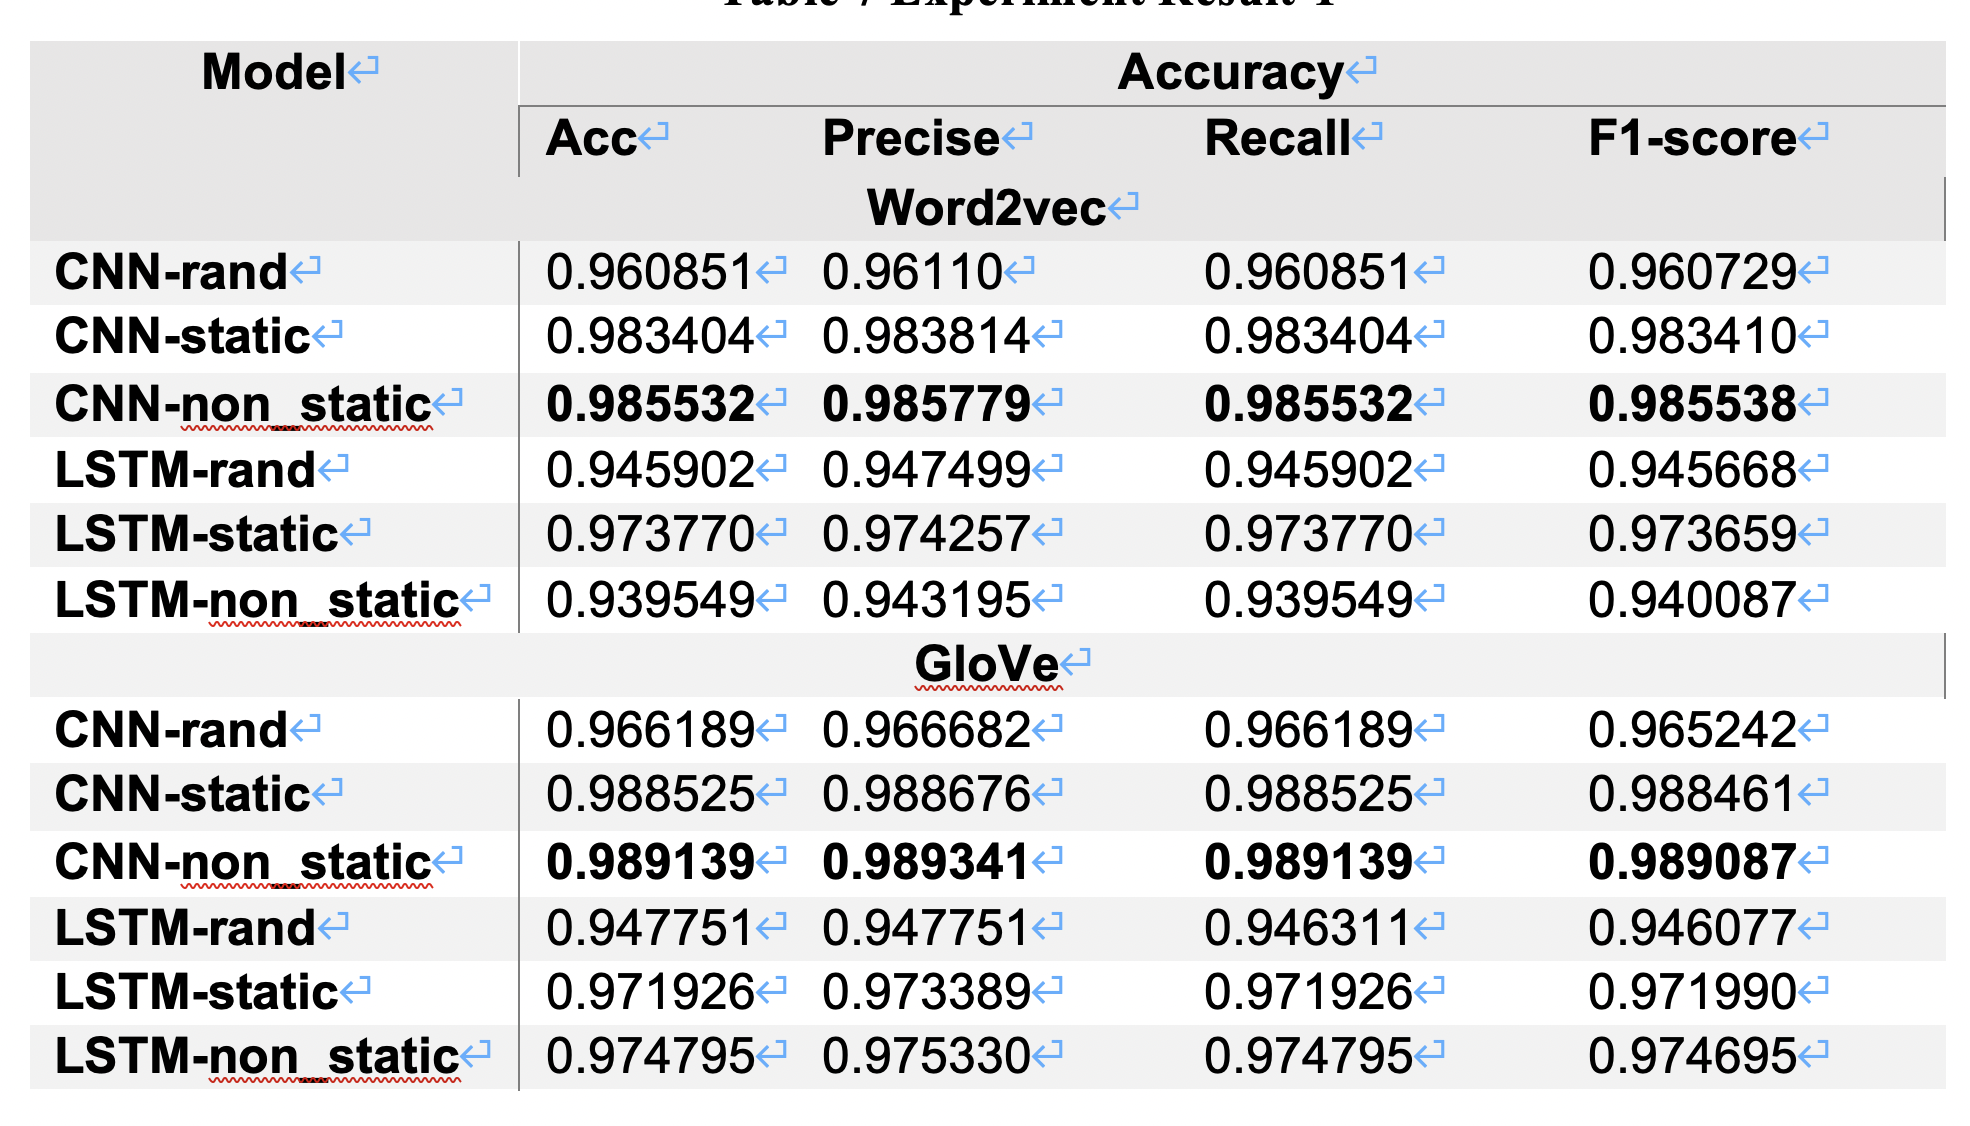 Table 7 Experiment Result-1
Model Accuracy
Acc Precise Recall F1-score
Word2vec
CNN-rand 0.960851 0.96110 0.960851 0.960729
CNN-static 0.983404 0.983814 0.983404 0.983410
CNN-non_static 0.985532 0.985779 0.985532 0.985538
LSTM-rand 0.945902 0.947499 0.945902 0.945668
LSTM-static 0.973770 0.974257 0.973770 0.973659
LSTM-non_static 0.939549 0.943195 0.939549 0.940087
GloVe
CNN-rand 0.966189 0.966682 0.966189 0.965242
CNN-static 0.988525 0.988676 0.988525 0.988461
CNN-non_static 0.989139 0.989341 0.989139 0.989087
LSTM-rand 0.947751 0.947751 0.946311 0.946077
LSTM-static 0.971926 0.973389 0.971926 0.971990
LSTM-non_static 0.974795 0.975330 0.974795 0.974695